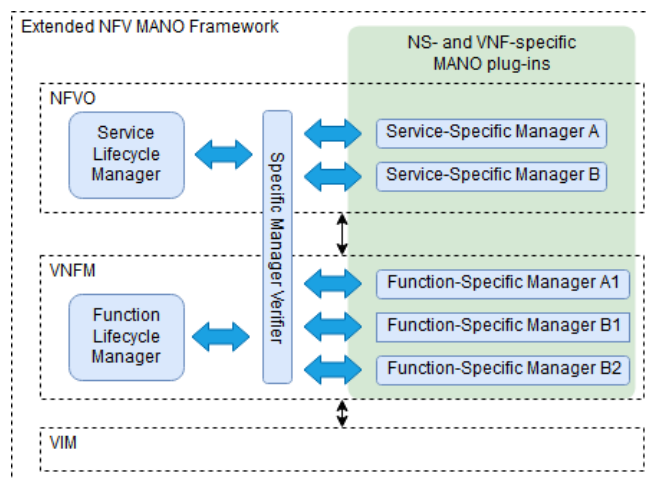 Extended NFV MANO Framework
NS- and VNF-specific
MANO plug-ins
NFVO
Service
Lifecycle
Manager
Specific Manager Verifier
Service-Specific Manager A
Service-Specific Manager B
VNFM
Function
Lifecycle
Manager
Function-Specific Manager A1
Function-Specific Manager B1
Function-Specific Manager B2
VIM